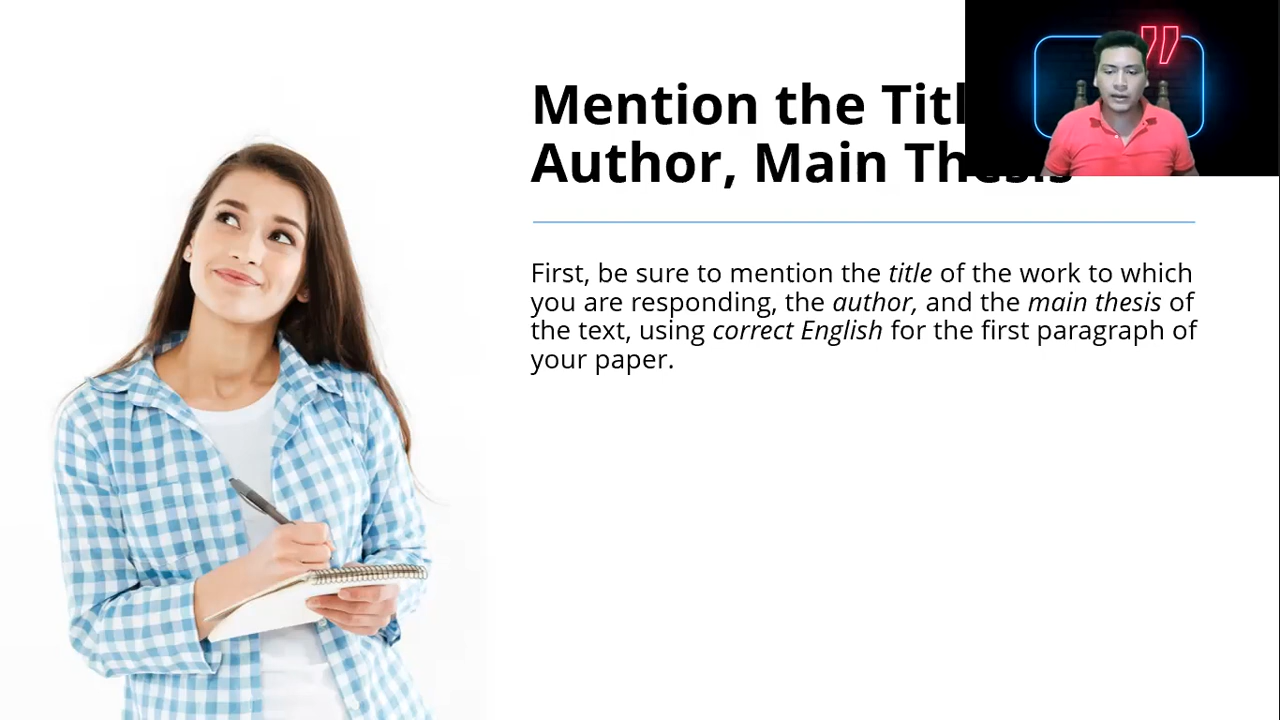 Mention the Titl
Author, Main Thesis
First, be sure to mention the title of the work to which
you are responding, the author, and the main thesis of
the text, using correct English for the first paragraph of
your paper.